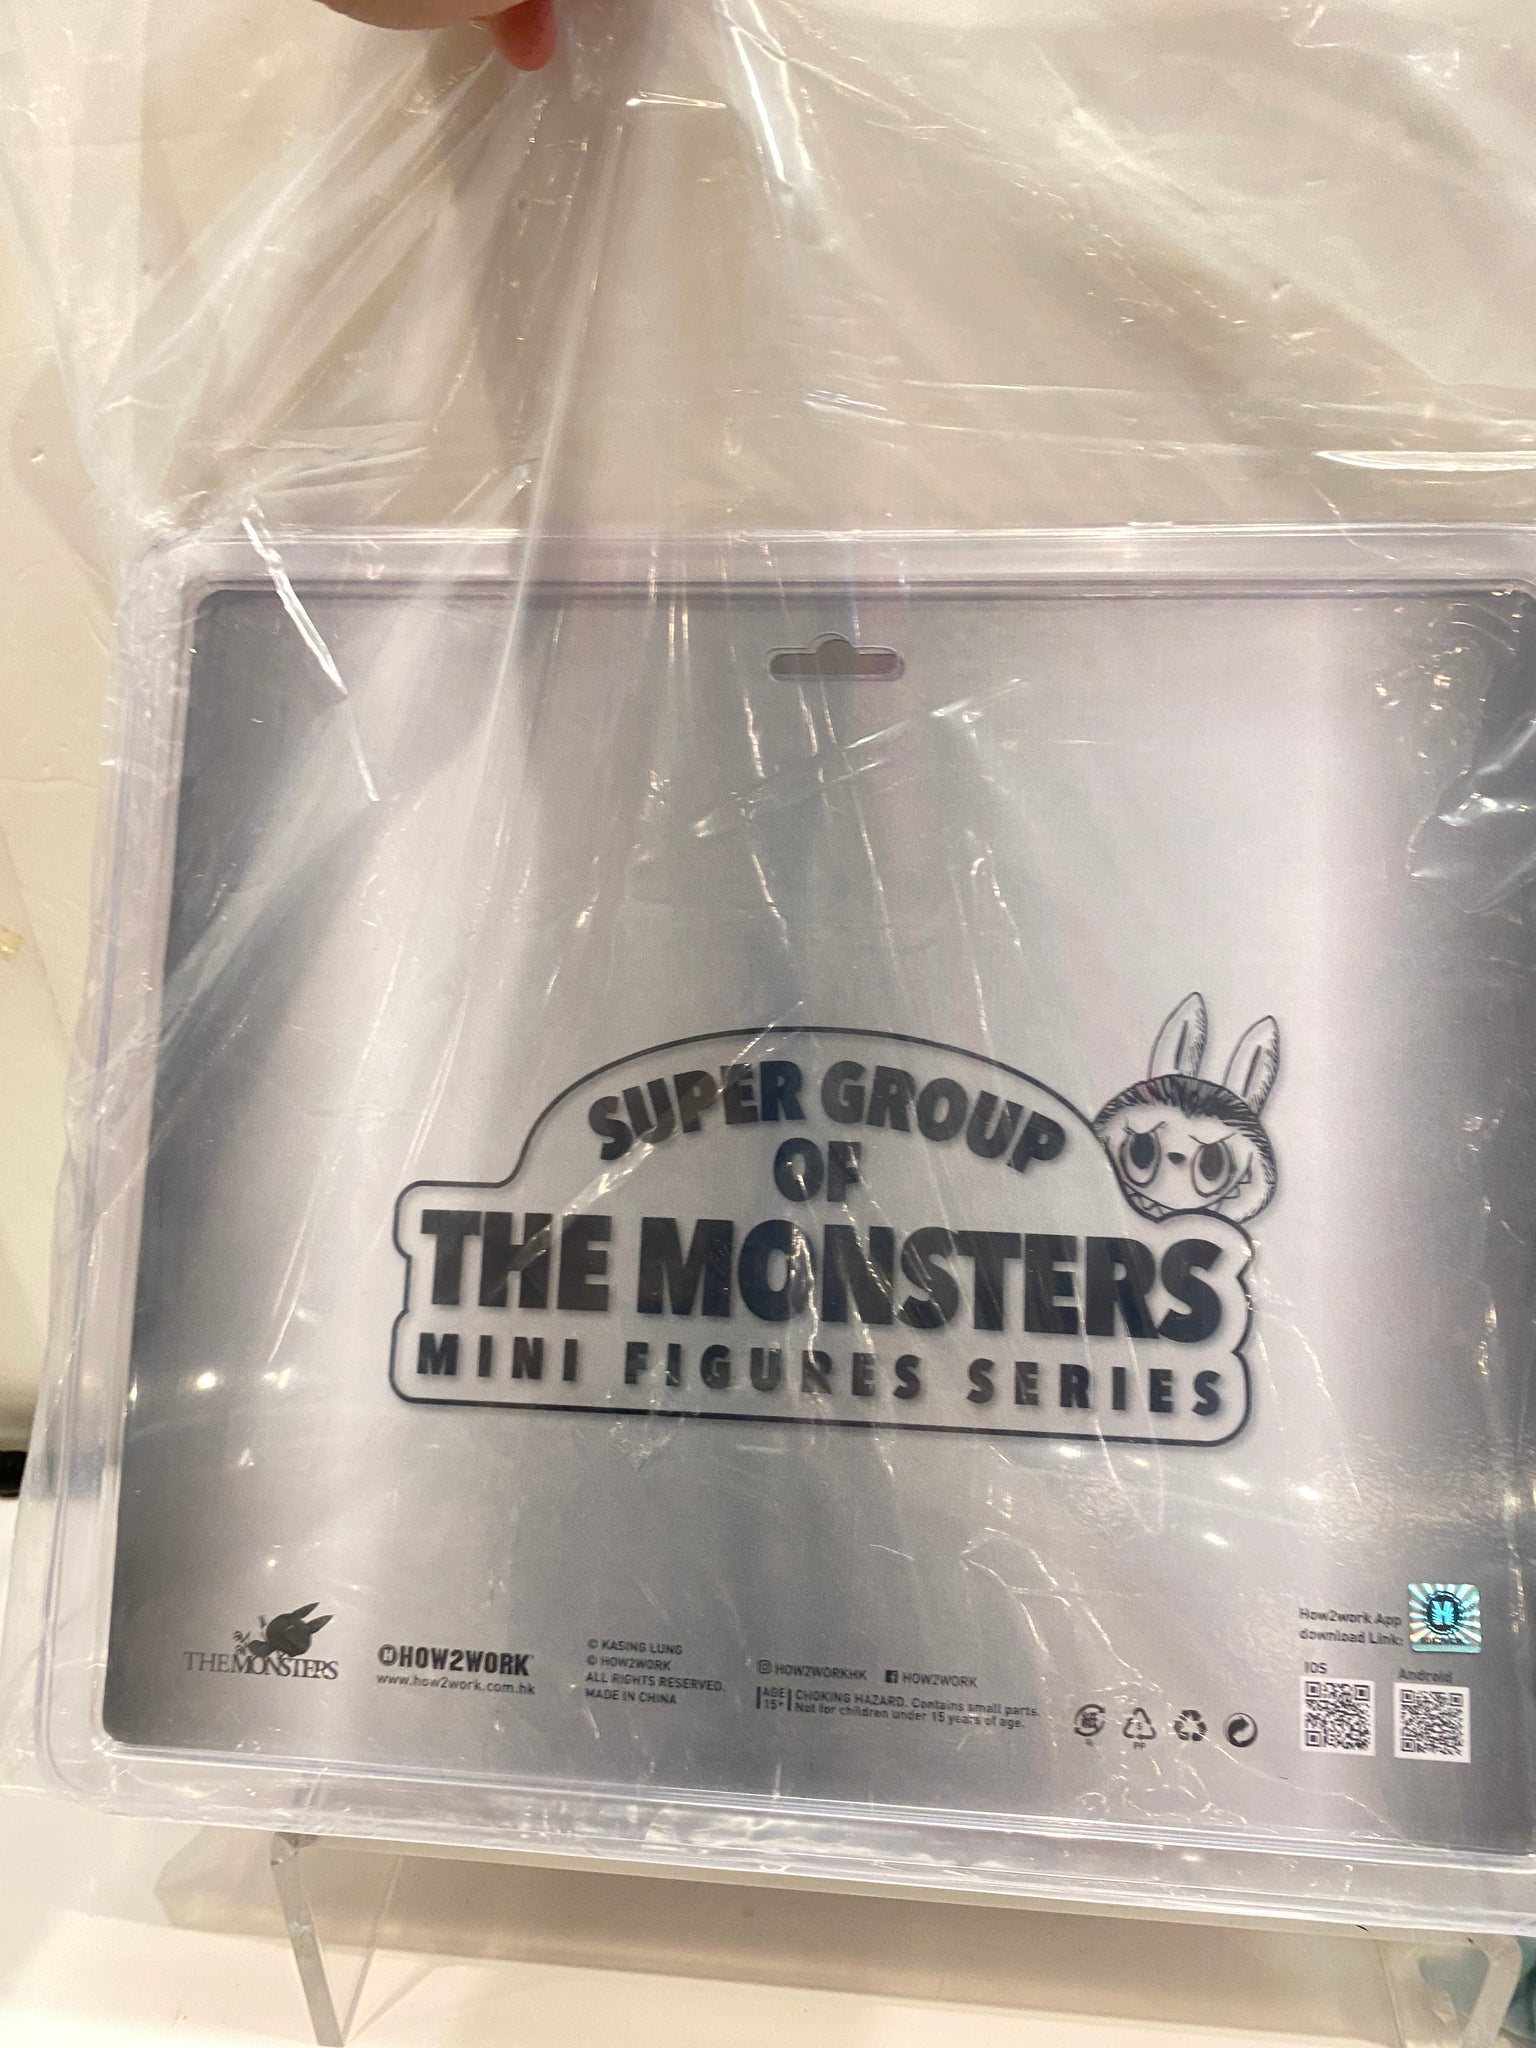 SUPER GROUP
OF
THE MONSTERS
MINI FIGURES SERIES
THE MONSTERS
HOW2WORK
www.how2work.com.hk
© KASING LUNG
© HOW2WORK
ALL RIGHTS RESERVED.
MADE IN CHINA
HOW2WORKHK HOW2WORK
AGE 15+ CHOKING HAZARD. Contains small parts.
Not for children under 15 years of age.
PP
How2work App
download Link:
IOS Android